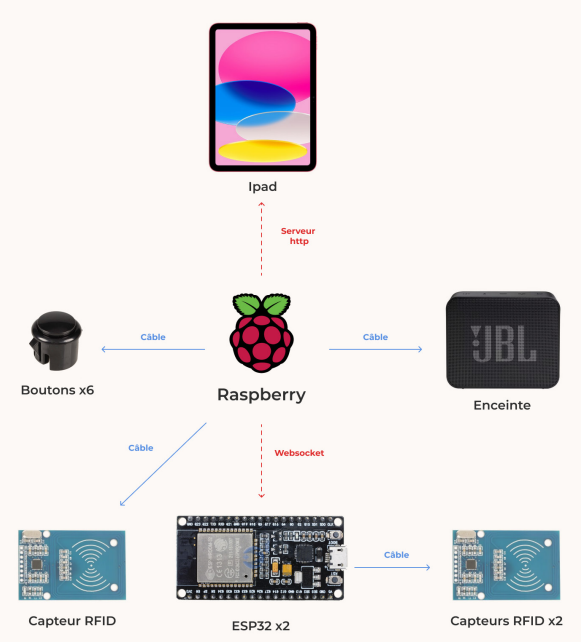 Ipad
Serveur
http
Câble
Câble
JBL
Boutons x6
Raspberry
Enceinte
Câble
Websocket
Câble
Capteur RFID
ESP32 x2
Capteurs RFID x2